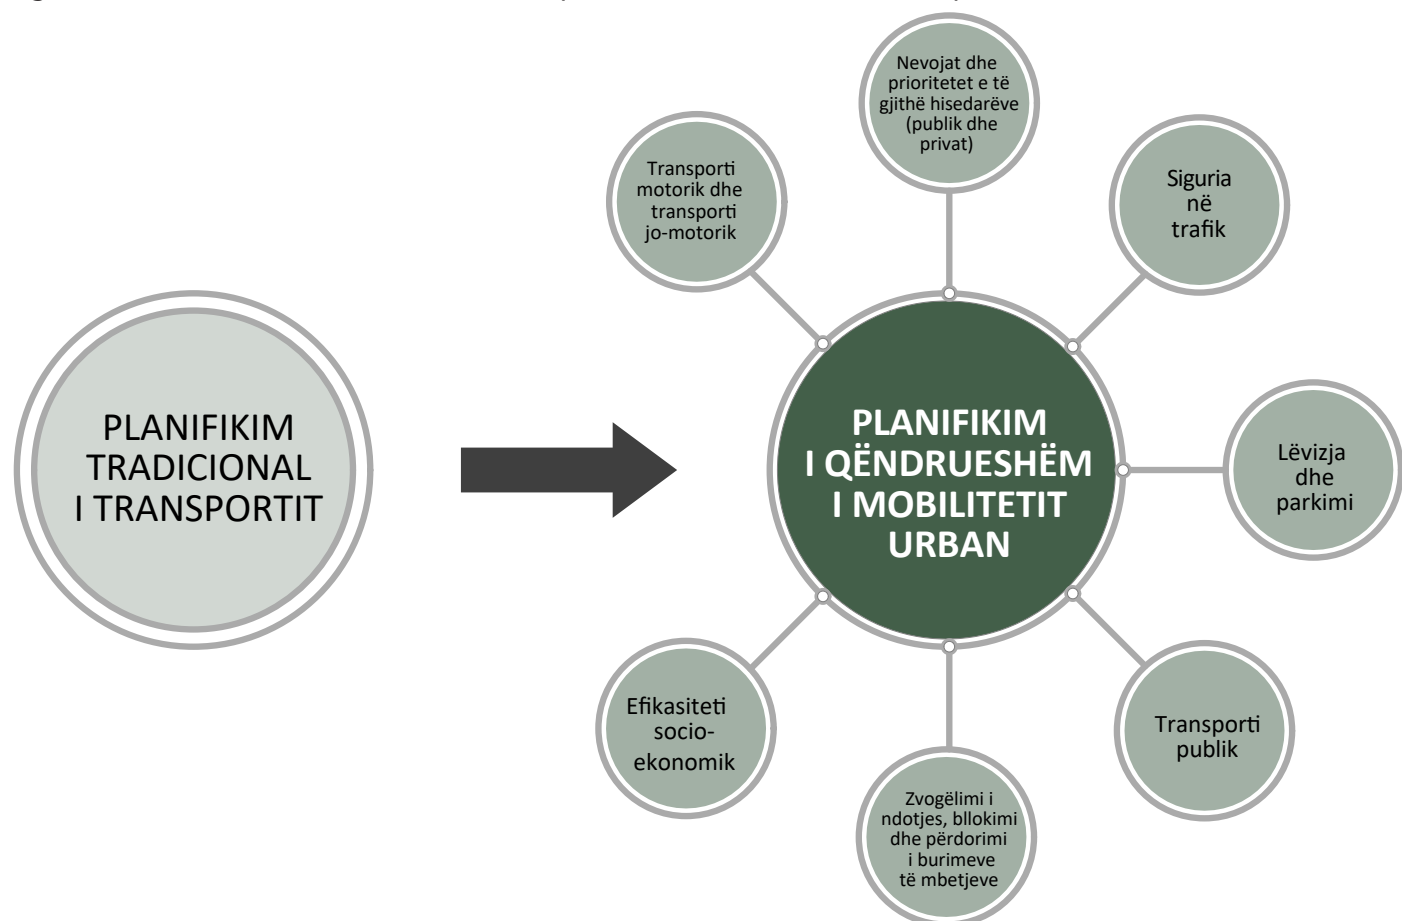 PLANIFIKIM
TRADICIONAL
I TRANSPORTIT
PLANIFIKIM
I QËNDRUESHËM
I MOBILITETIT
URBAN
Nevojat dhe
prioritetet e të
gjithë hisedarëve
(publik dhe
privat)
Siguria
në
trafik
Lëvizja
dhe
parkimi
Transporti
publik
Zvogëlimi i
ndotjes, bllokimi
dhe përdorimi
i burimeve
të mbetjeve
Efikasiteti
socio-
ekonomik
Transporti
motorik dhe
transporti
jo-motorik